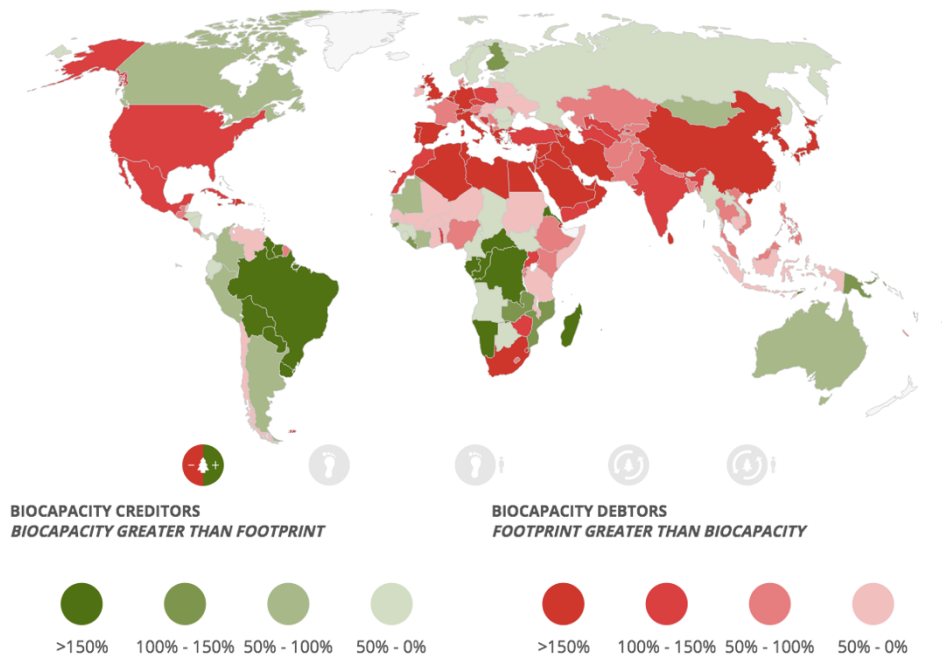 − +
BIOCAPACITY CREDITORS
BIOCAPACITY GREATER THAN FOOTPRINT
>150% 100% - 150% 50% - 100% 50% - 0%
BIOCAPACITY DEBTORS
FOOTPRINT GREATER THAN BIOCAPACITY
>150% 100% - 150% 50% - 100% 50% - 0%